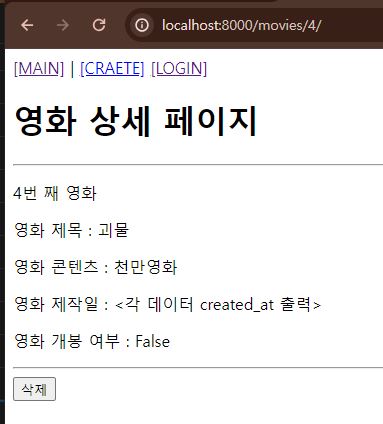 localhost:8000/movies/4/
[MAIN] | [CRAETE] [LOGIN]
영화 상세 페이지
4번 째 영화
영화 제목 : 괴물
영화 콘텐츠 : 천만영화
영화 제작일 : <각 데이터 created_at 출력>
영화 개봉 여부 : False
삭제